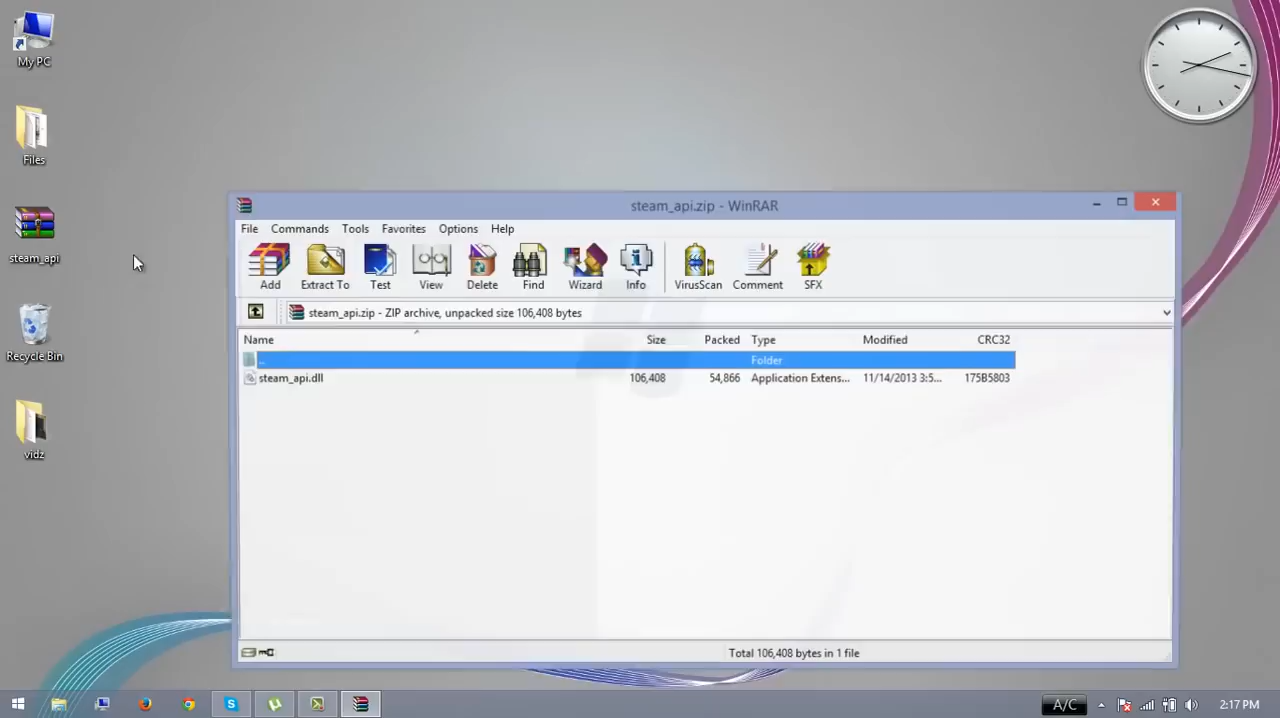 My PC
Files
steam_api
Recycle Bin
vidz
steam_api.zip - WinRAR
File Commands Tools Favorites Options Help
Add Extract To Test View Delete Find Wizard Info VirusScan Comment SFX
steam_api.zip - ZIP archive, unpacked size 106,408 bytes
Name Size Packed Type Modified CRC32
.. Folder
steam_api.dll 106,408 54,866 Application Extens... 11/14/2013 3:5... 175B5803
Total 106,408 bytes in 1 file
A/C 2:17 PM